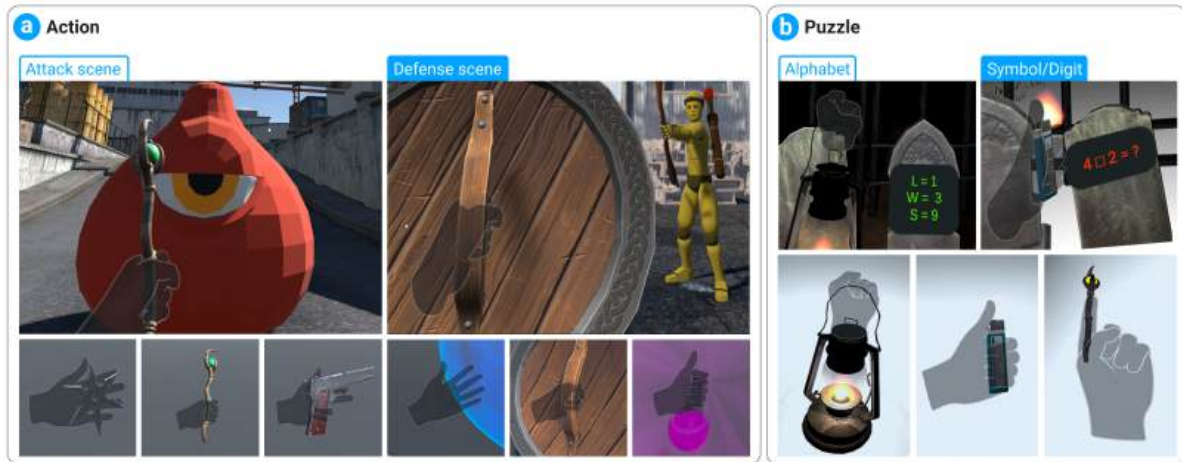 a Action
Attack scene
Defense scene
b Puzzle
Alphabet
Symbol/Digit
L = 1
W = 3
S = 9
4 □ 2 = ?